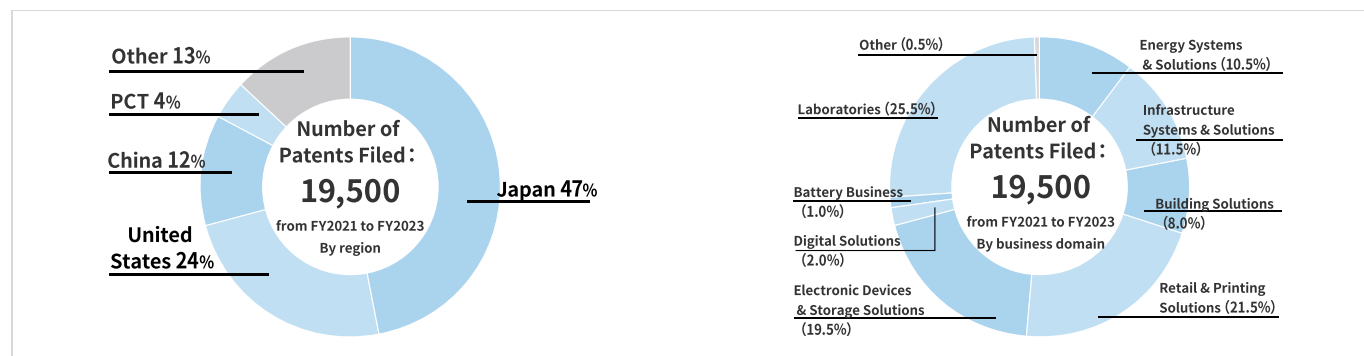 Other 13%
PCT 4%
China 12%
United
States 24%
Number of
Patents Filed:
19,500
from FY2021 to FY2023
By region
Japan 47%
Other (0.5%)
Laboratories (25.5%)
Battery Business
(1.0%)
Digital Solutions
(2.0%)
Electronic Devices
& Storage Solutions
(19.5%)
Number of
Patents Filed:
19,500
from FY2021 to FY2023
By business domain
Energy Systems
& Solutions (10.5%)
Infrastructure
Systems & Solutions
(11.5%)
Building Solutions
(8.0%)
Retail & Printing
Solutions (21.5%)